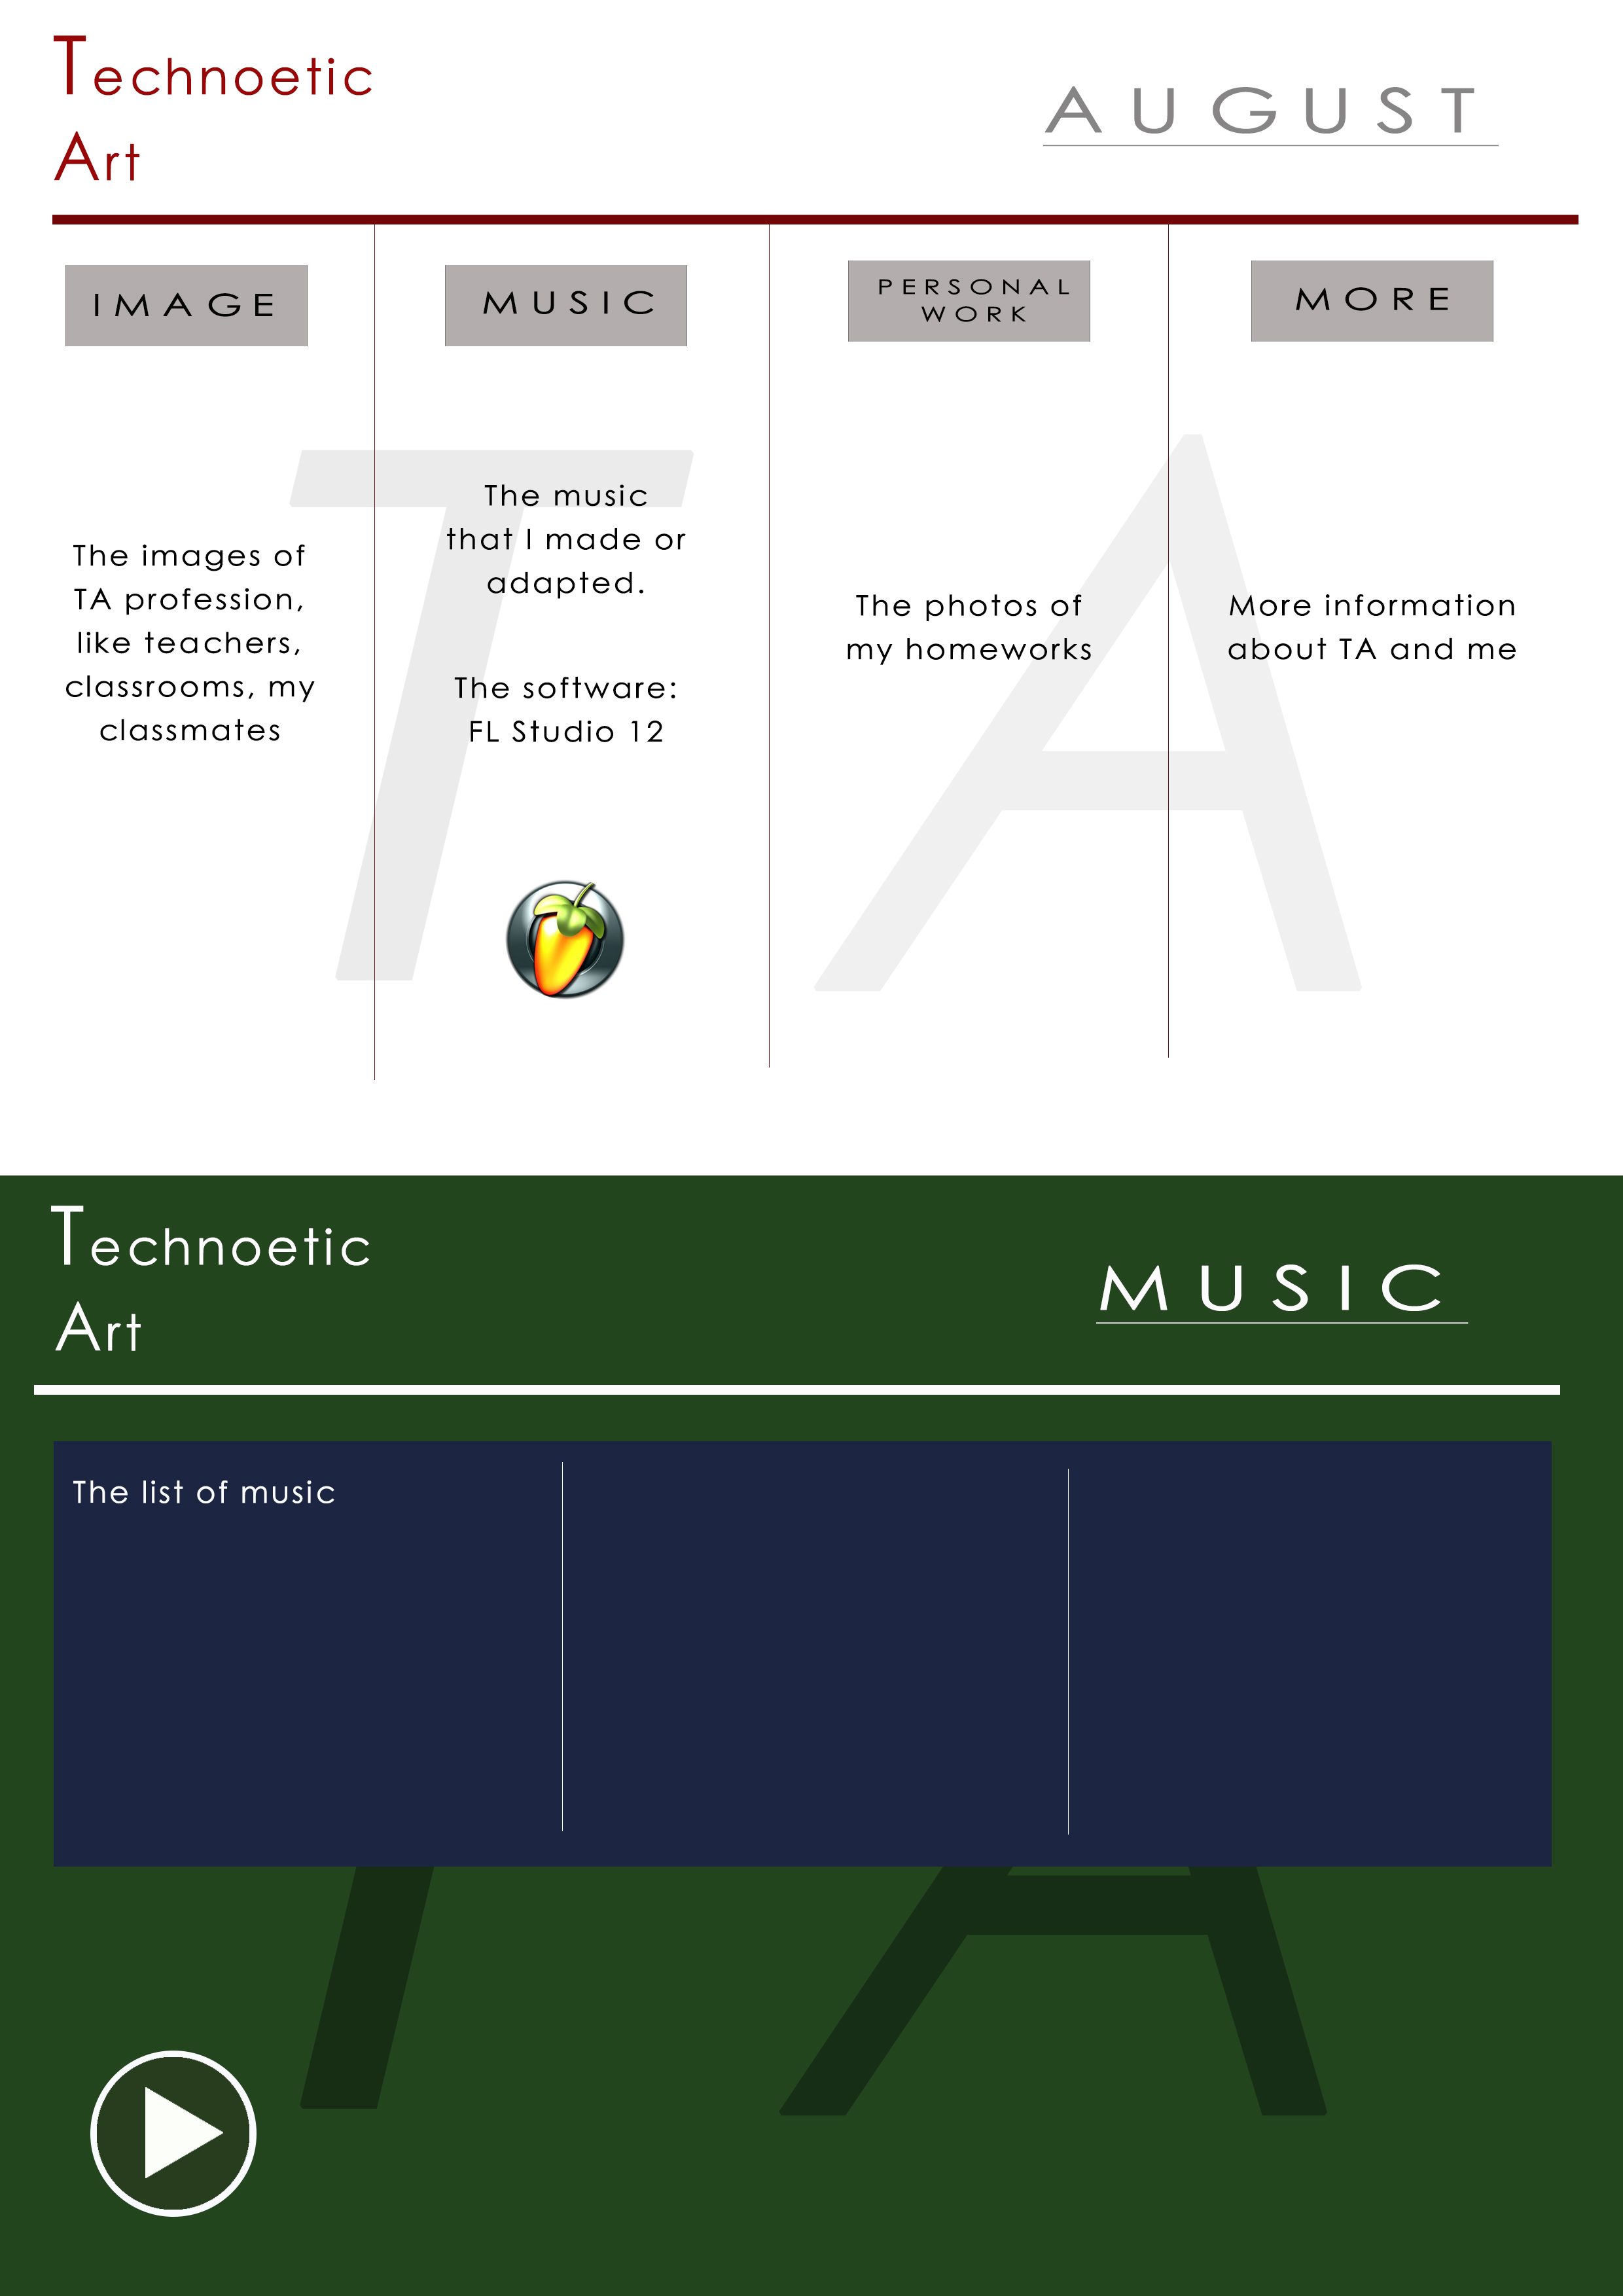 Technoetic
Art
AUGUST
IMAGE
MUSIC
PERSONAL
WORK
MORE
The images of
TA profession,
like teachers,
classrooms, my
classmates
The music
that I made or
adapted.
The software:
FL Studio 12
The photos of
my homeworks
More information
about TA and me
TA
Technoetic
Art
MUSIC
The list of music
TA